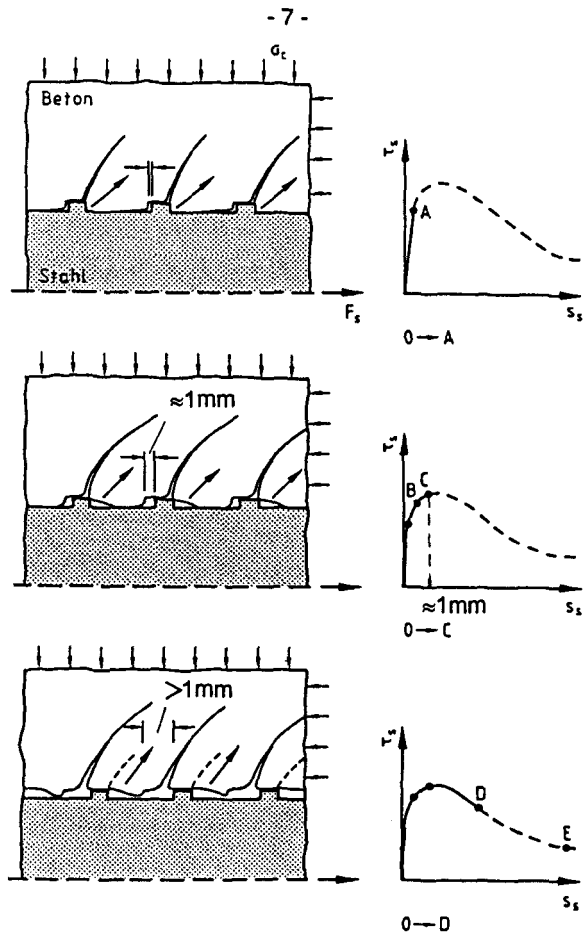 - 7 -
σc
Beton
Stahl
Fs
τs
A
ss
0 → A
≈1mm
τs
B
C
≈1mm
ss
0 → C
>1mm
τs
D
E
ss
0 → D